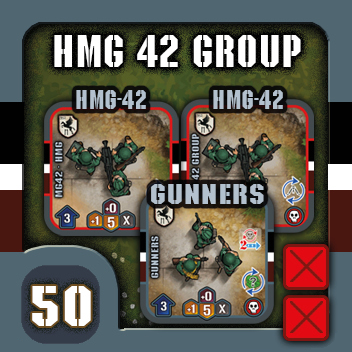 HMG 42 GROUP
HMG-42
HMG-42
MG42 HMG
42 GROUP
GUNNERS
GUNNERS
3
+0
1 5 X
2
3
+0
1 5 X
50